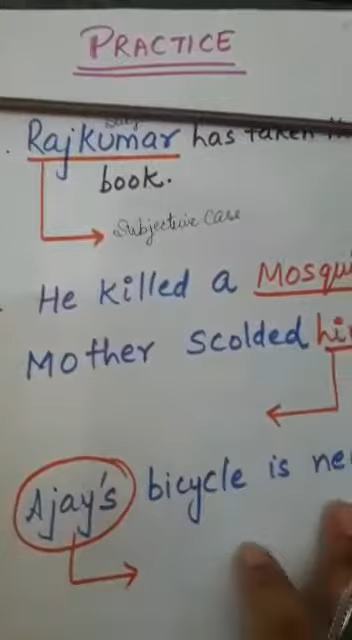 PRACTICE
Rajkumar has taken
book.
Subjective case
He killed a
Mother scolded
Ajay's bicycle is